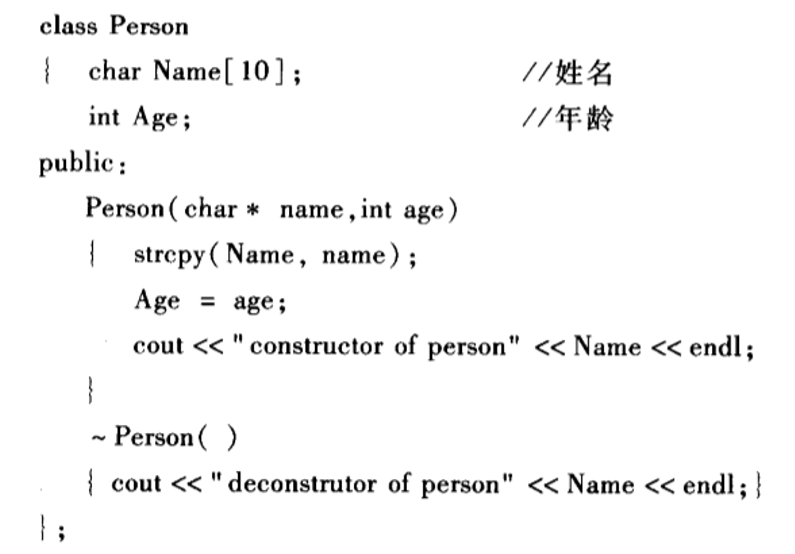 class Person
{ char Name[10]; //姓名
int Age; //年龄
public:
Person(char * name,int age)
{ strcpy(Name, name);
Age = age;
cout << "constructor of person" << Name << endl;
}
~Person( )
{ cout << "deconstrutor of person" << Name << endl;}
};